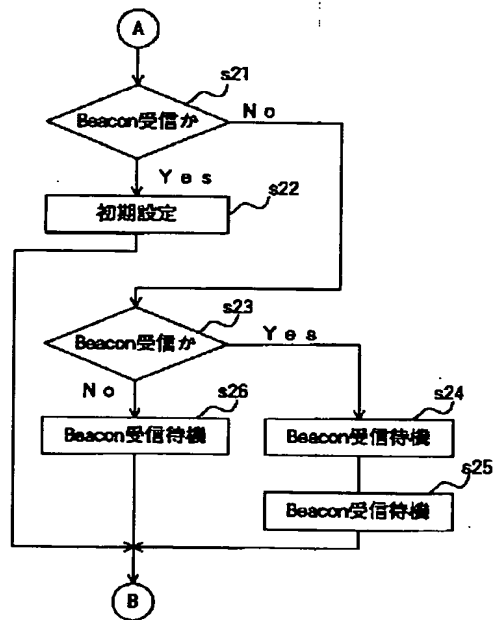 A
s21
Beacon受信か
No
Yes
s22
初期設定
s23
Beacon受信か
Yes
No
s26
s24
Beacon受信待機
Beacon受信待機
s25
Beacon受信待機
B